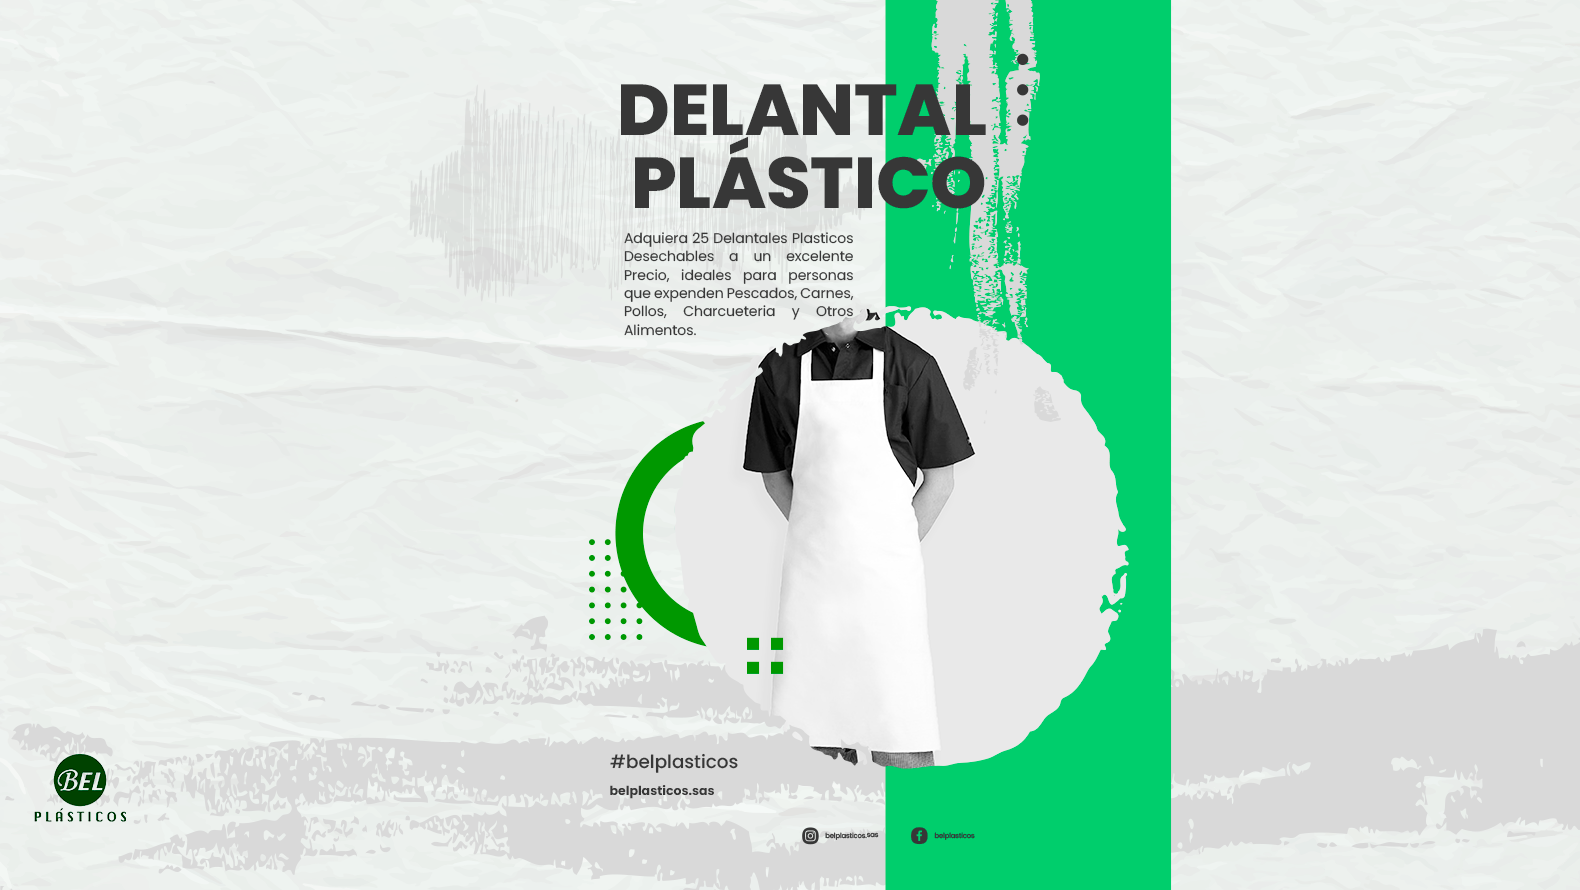 DELANTAL
PLÁSTICO
Adquiera 25 Delantales Plasticos
Desechables a un excelente
Precio, ideales para personas
que expenden Pescados, Carnes,
Pollos, Charcueteria y Otros
Alimentos.
#belplasticos
belplasticos.sas
BEL
PLÁSTICOS
belplasticos.sas
belplasticos